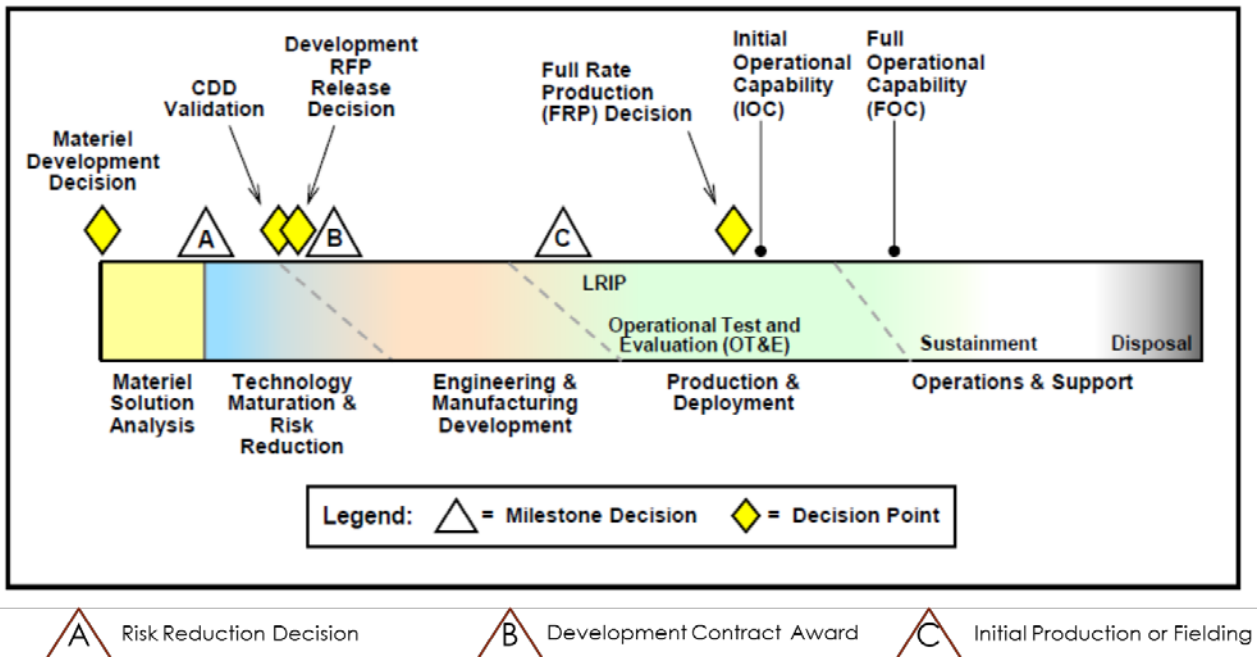 Materiel
Development
Decision
CDD
Validation
Development
RFP
Release
Decision
Full Rate
Production
(FRP) Decision
Initial
Operational
Capability
(IOC)
Full
Operational
Capability
(FOC)
A
B
C
LRIP
Operational Test and
Evaluation (OT&E)
Sustainment
Disposal
Materiel
Solution
Analysis
Technology
Maturation &
Risk
Reduction
Engineering &
Manufacturing
Development
Production &
Deployment
Operations & Support
Legend: = Milestone Decision = Decision Point
A Risk Reduction Decision B Development Contract Award C Initial Production or Fielding